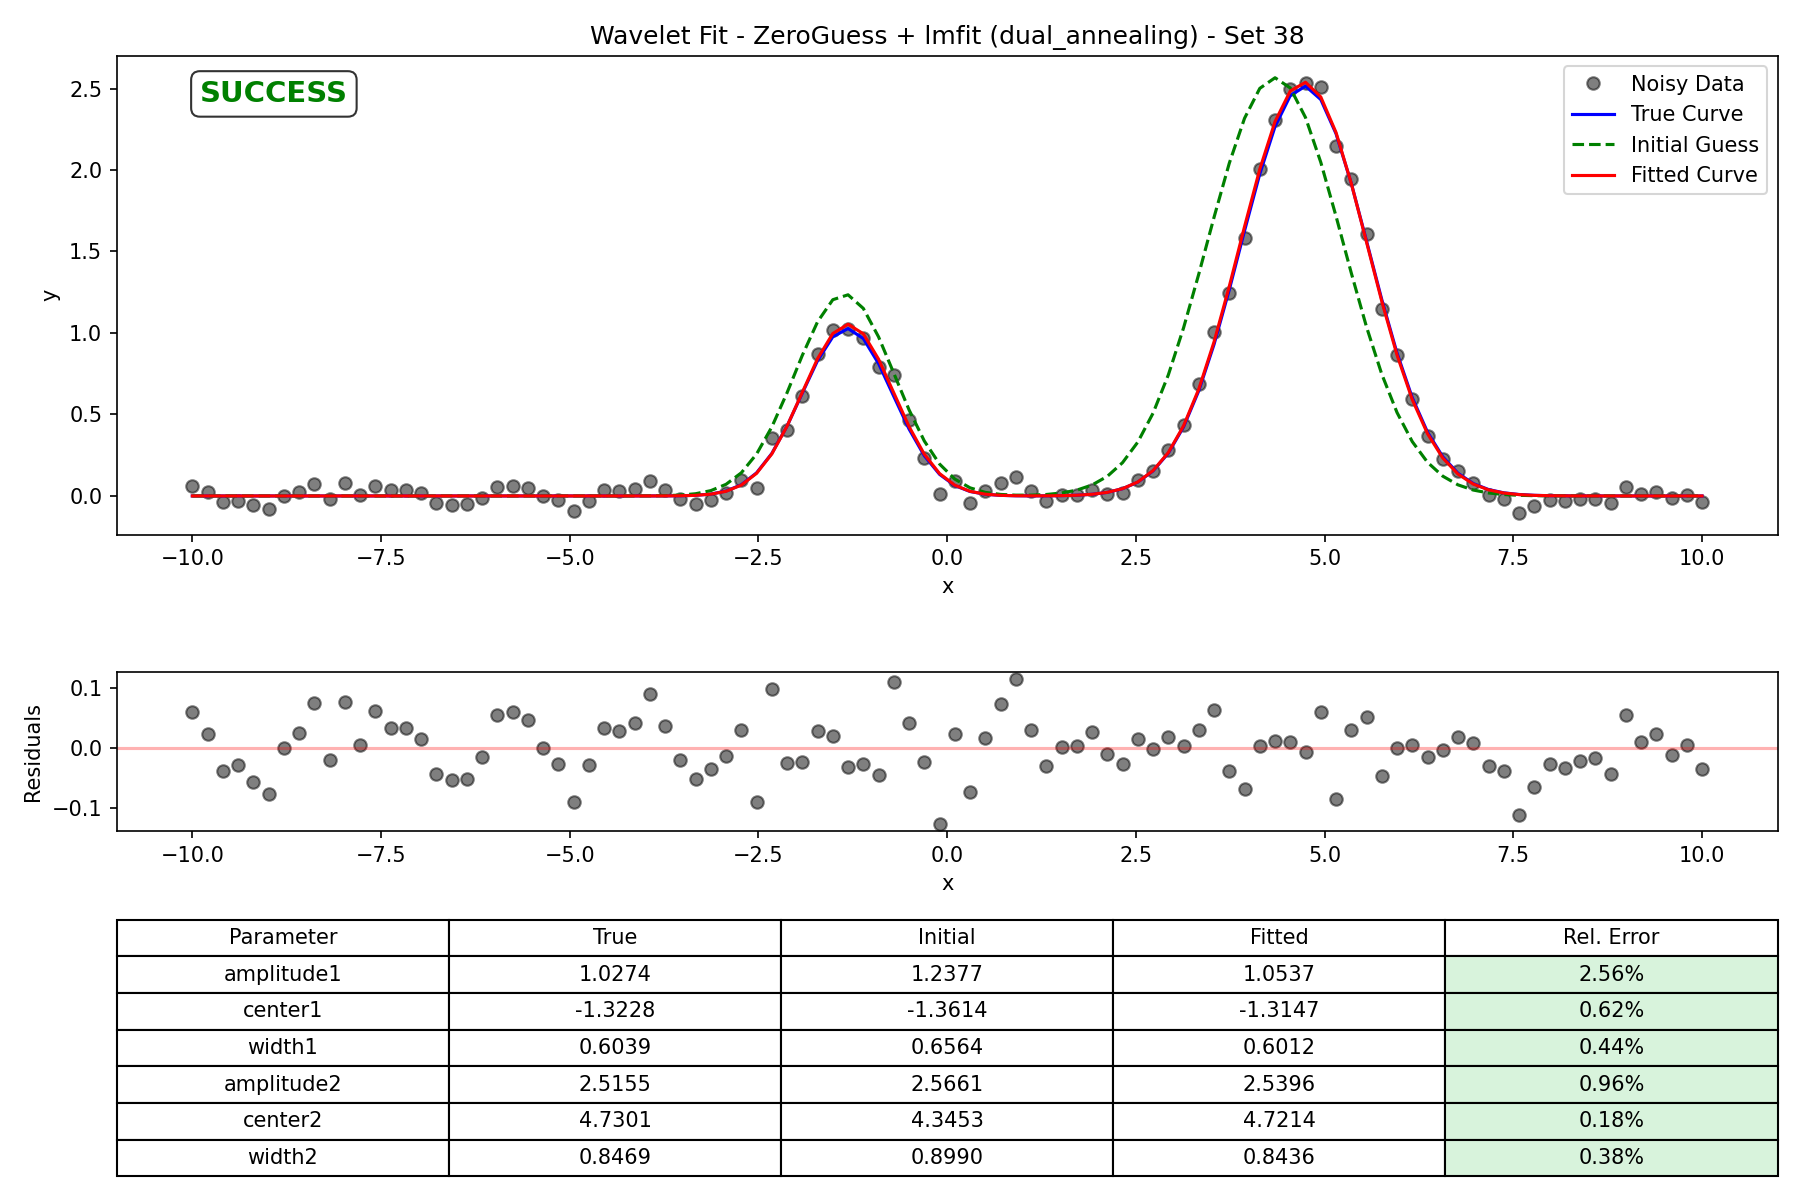 Wavelet Fit - ZeroGuess + lmfit (dual_annealing) - Set 38
SUCCESS
Noisy Data
True Curve
Initial Guess
Fitted Curve
2.5
2.0
1.5
1.0
0.5
0.0
y
−10.0 −7.5 −5.0 −2.5 0.0 2.5 5.0 7.5 10.0
x
0.1
0.0
−0.1
Residuals
−10.0 −7.5 −5.0 −2.5 0.0 2.5 5.0 7.5 10.0
x
Parameter True Initial Fitted Rel. Error
amplitude1 1.0274 1.2377 1.0537 2.56%
center1 -1.3228 -1.3614 -1.3147 0.62%
width1 0.6039 0.6564 0.6012 0.44%
amplitude2 2.5155 2.5661 2.5396 0.96%
center2 4.7301 4.3453 4.7214 0.18%
width2 0.8469 0.8990 0.8436 0.38%